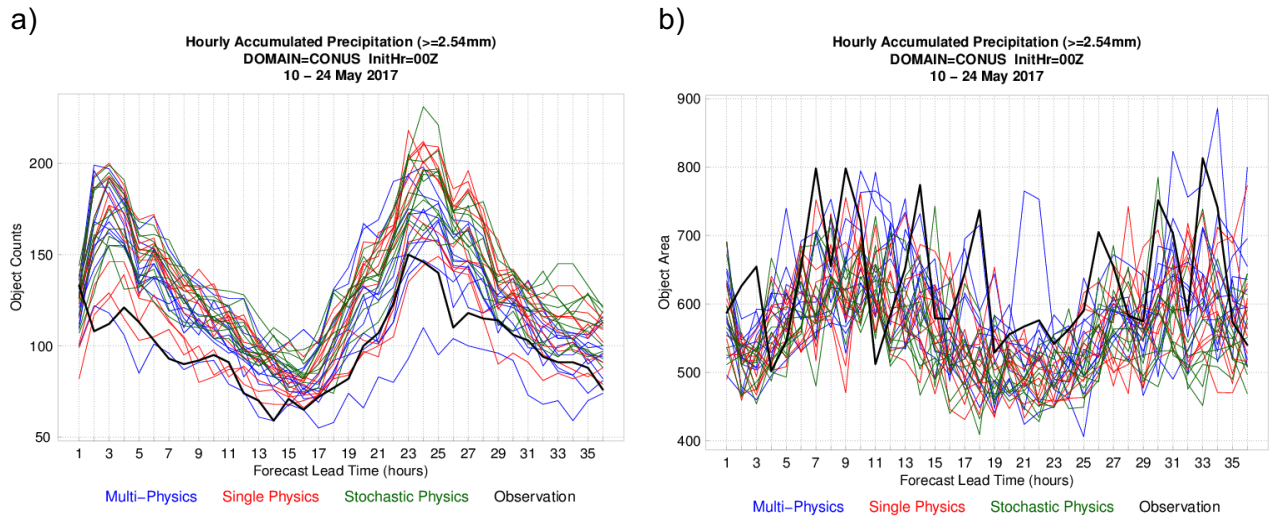 a)
Hourly Accumulated Precipitation (>=2.54mm)
DOMAIN=CONUS InitHr=00Z
10 − 24 May 2017
Object Counts
200
150
100
50
1 3 5 7 9 11 13 15 17 19 21 23 25 27 29 31 33 35
Forecast Lead Time (hours)
Multi−Physics Single Physics Stochastic Physics Observation
b)
Hourly Accumulated Precipitation (>=2.54mm)
DOMAIN=CONUS InitHr=00Z
10 − 24 May 2017
Object Area
900
800
700
600
500
400
1 3 5 7 9 11 13 15 17 19 21 23 25 27 29 31 33 35
Forecast Lead Time (hours)
Multi−Physics Single Physics Stochastic Physics Observation